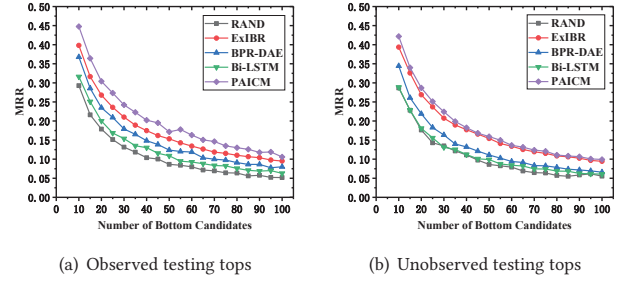 0.50
0.45
0.40
0.35
0.30
0.25
0.20
0.15
0.10
0.05
0.00
MRR
0 10 20 30 40 50 60 70 80 90 100
Number of Bottom Candidates
RAND
ExIBR
BPR-DAE
Bi-LSTM
PAICM
(a) Observed testing tops
0.50
0.45
0.40
0.35
0.30
0.25
0.20
0.15
0.10
0.05
0.00
MRR
0 10 20 30 40 50 60 70 80 90 100
Number of Bottom Candidates
RAND
ExIBR
BPR-DAE
Bi-LSTM
PAICM
(b) Unobserved testing tops